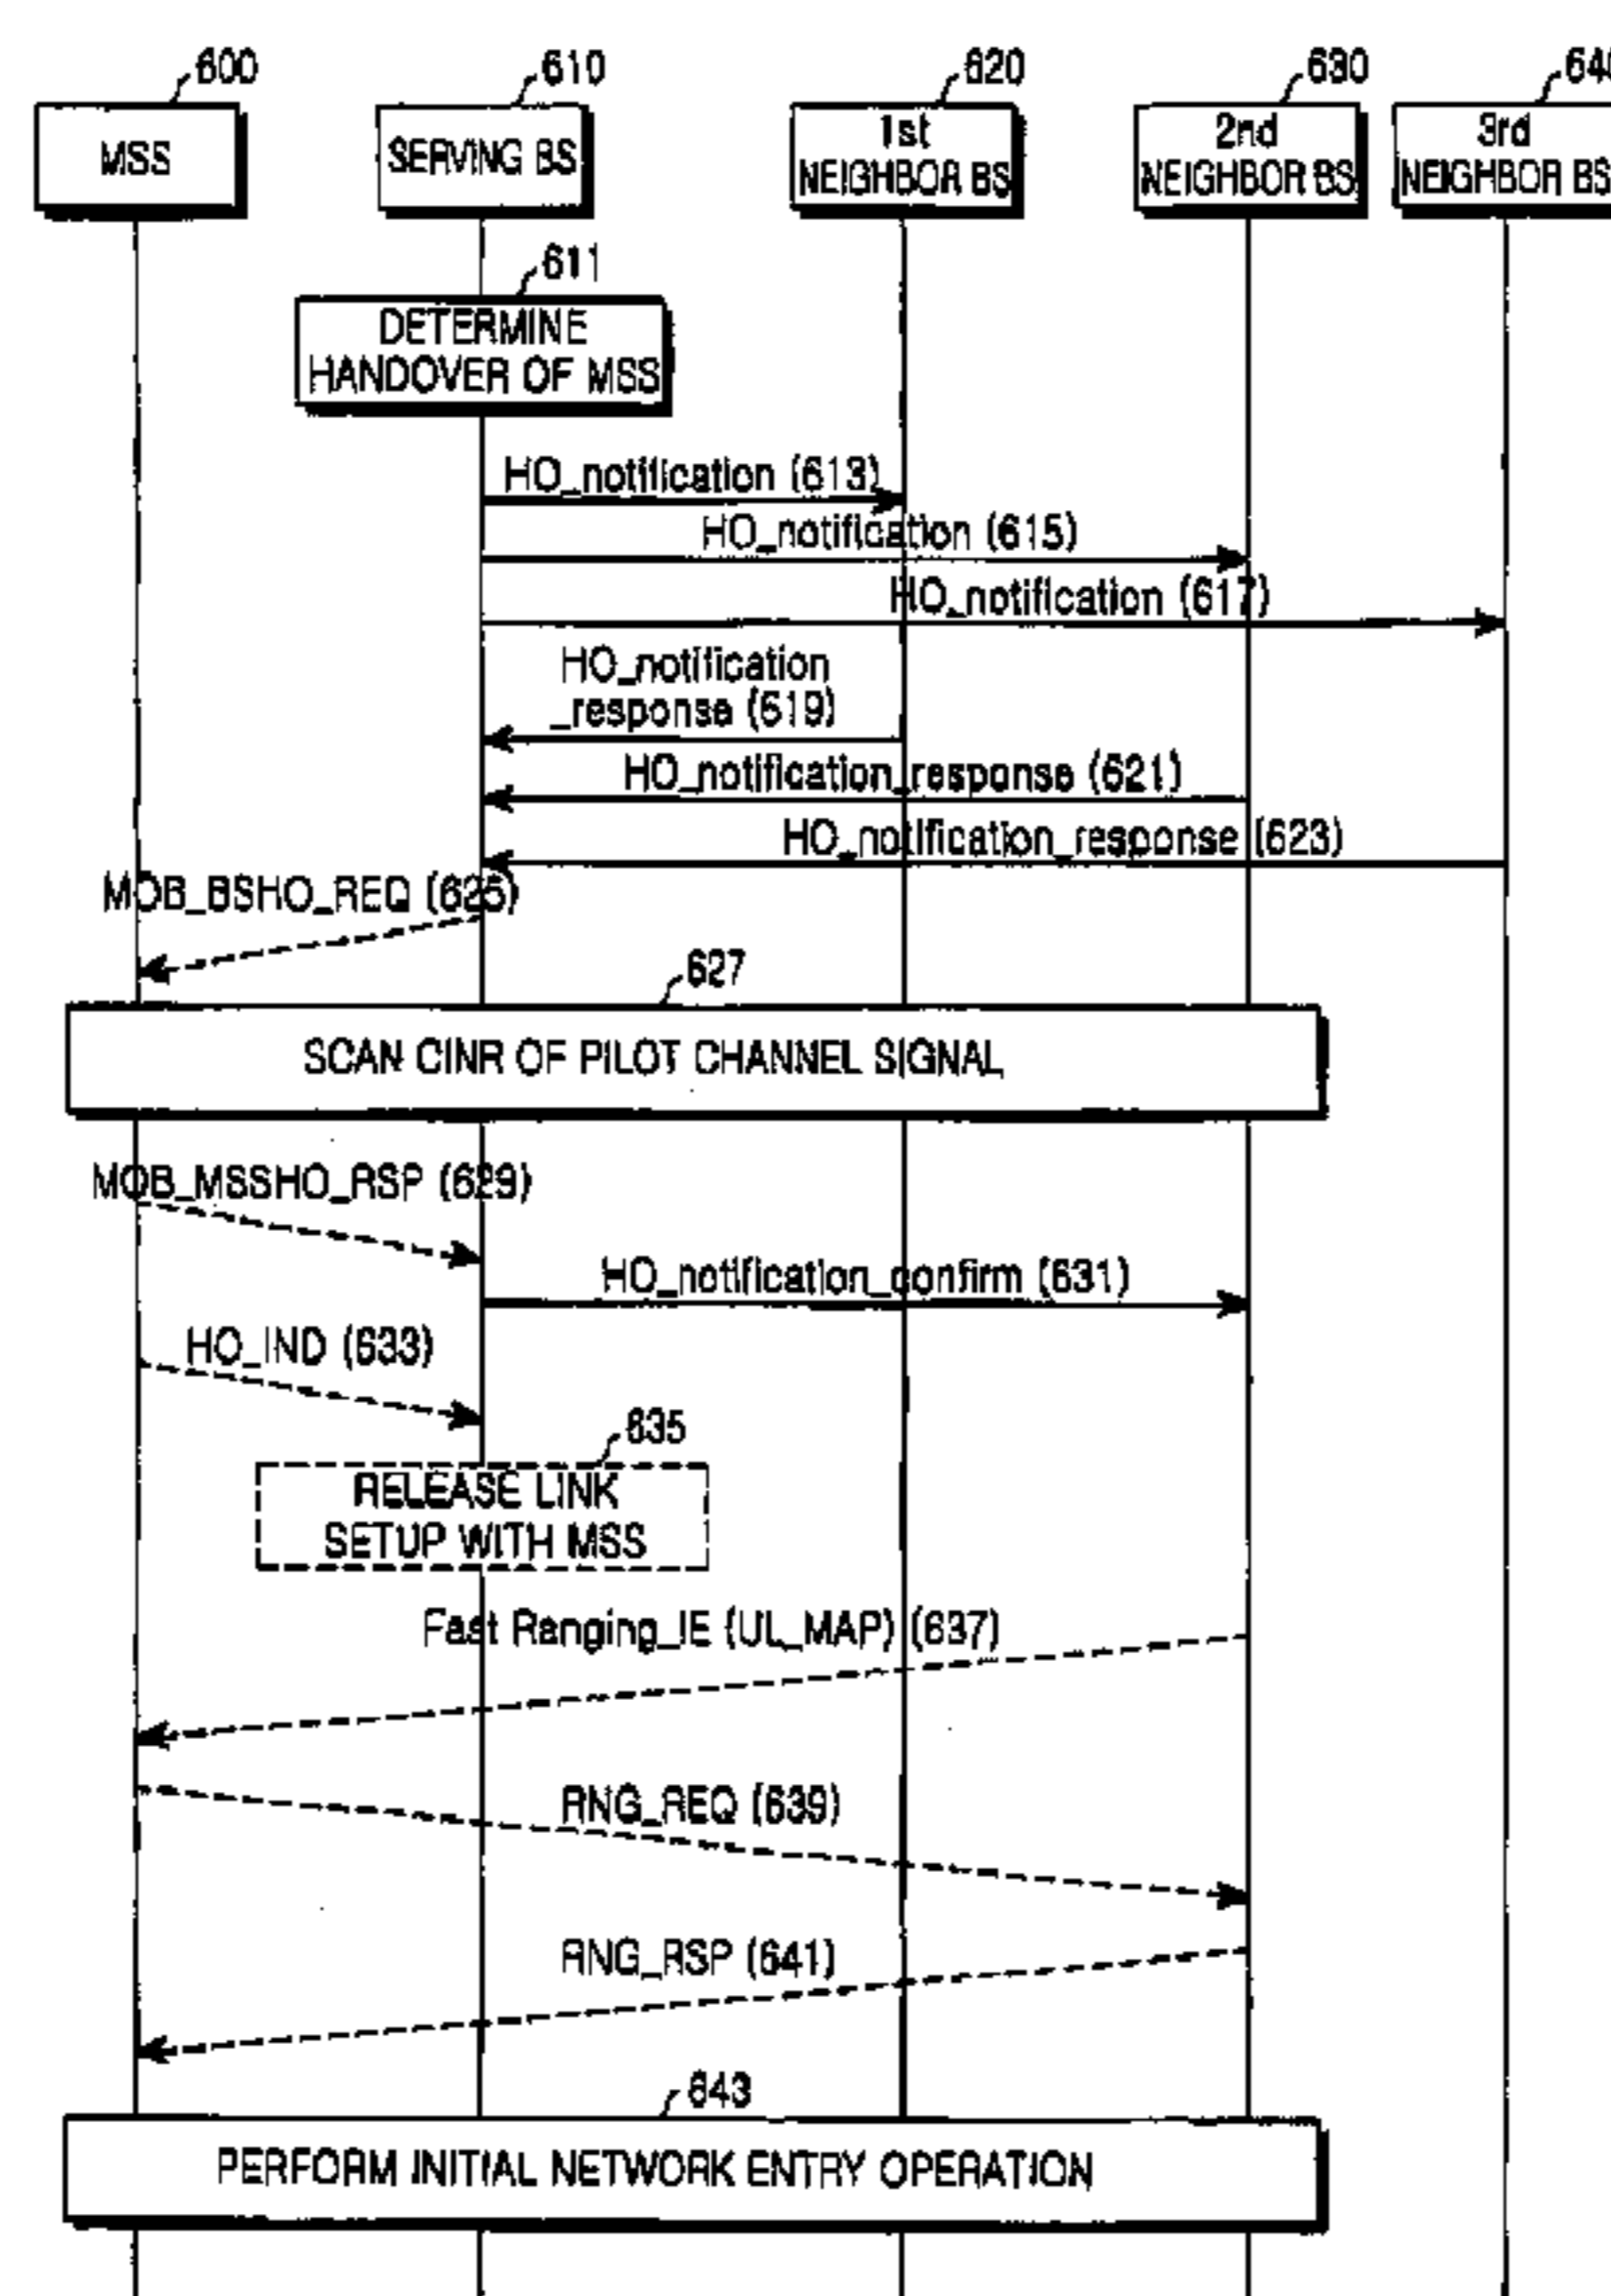 600
610
620
630
640
MSS
SERVING BS
1st
NEIGHBOR BS
2nd
NEIGHBOR BS
3rd
NEIGHBOR BS
611
DETERMINE
HANDOVER OF MSS
HO_notification (613)
HO_notification (615)
HO_notification (617)
HO_notification
_response (619)
HO_notification_response (621)
HO_notification_response (623)
MOB_BSHO_REQ (625)
627
SCAN CINR OF PILOT CHANNEL SIGNAL
MOB_MSSHO_RSP (629)
HO_notification_confirm (631)
HO_IND (633)
635
RELEASE LINK
SETUP WITH MSS
Fast Ranging_IE (UL_MAP) (637)
RNG_REQ (639)
RNG_RSP (641)
643
PERFORM INITIAL NETWORK ENTRY OPERATION